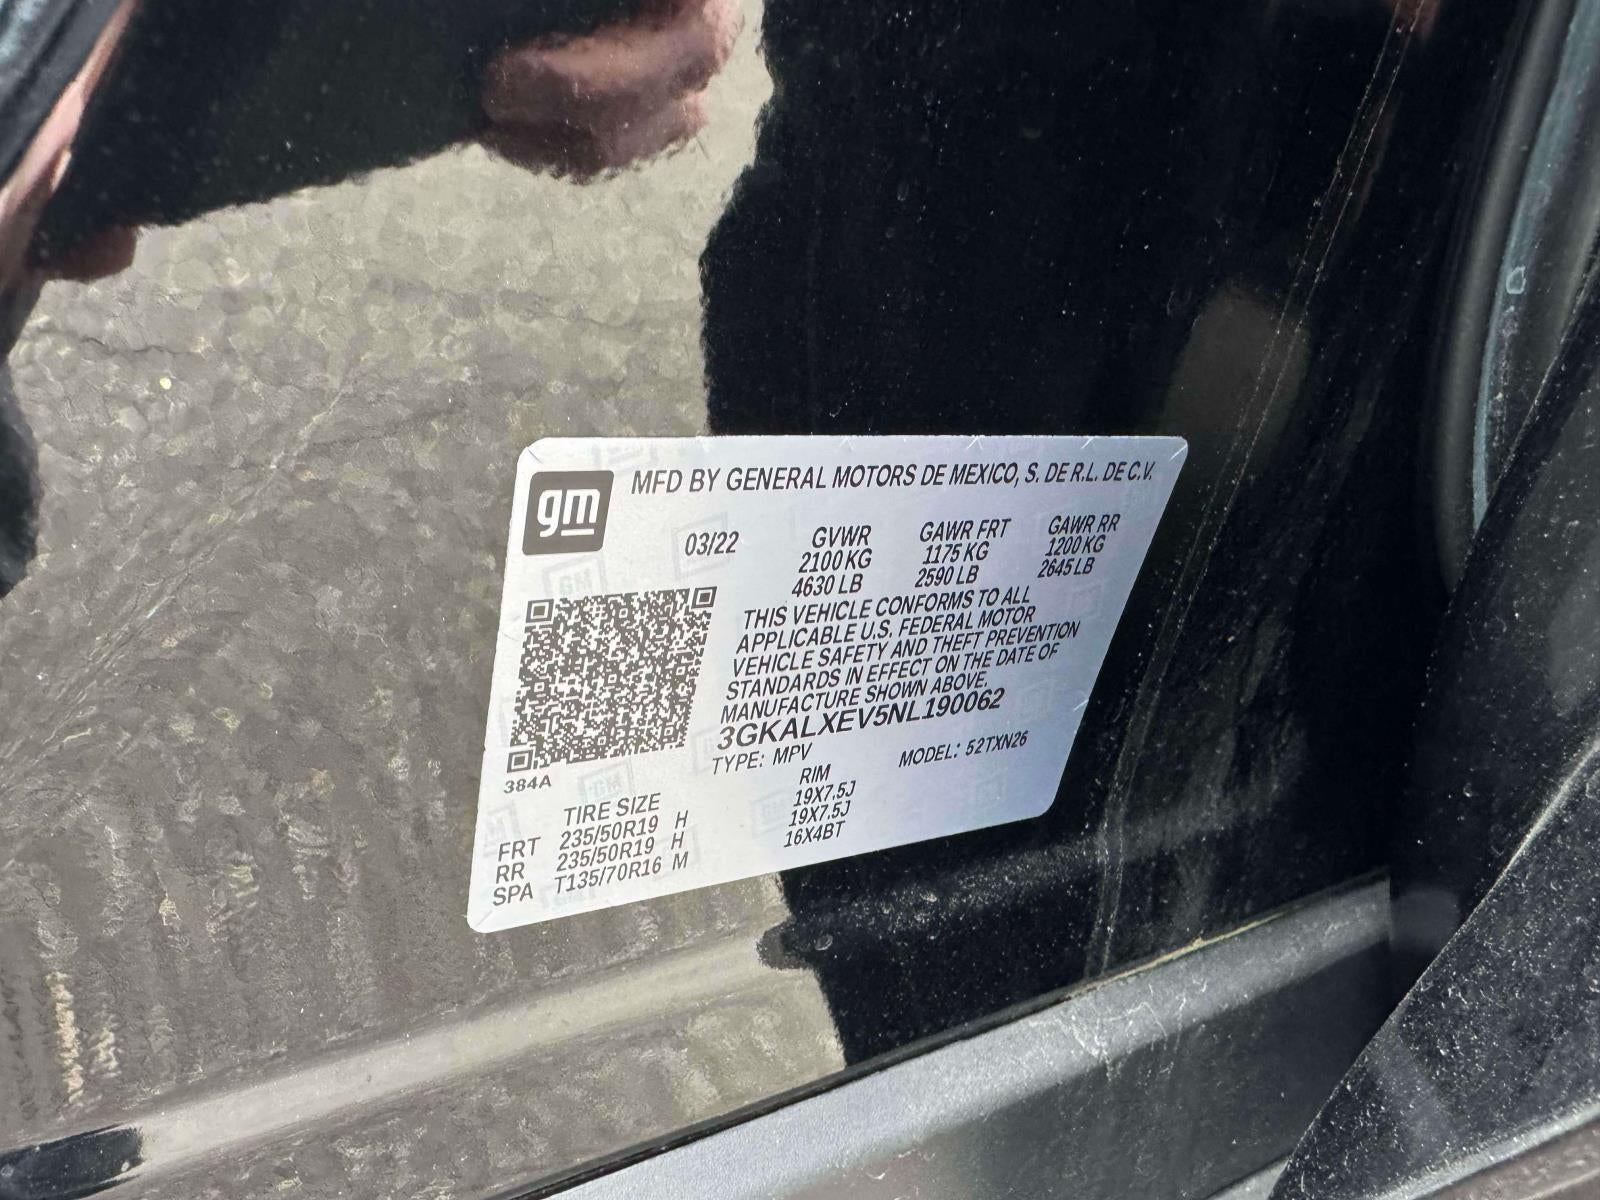 gm
MFD BY GENERAL MOTORS DE MEXICO, S. DE R.L. DE C.V.
03/22 GVWR GAWR FRT GAWR RR
2100 KG 1175 KG 1200 KG
4630 LB 2590 LB 2645 LB
THIS VEHICLE CONFORMS TO ALL
APPLICABLE U.S. FEDERAL MOTOR
VEHICLE SAFETY AND THEFT PREVENTION
STANDARDS IN EFFECT ON THE DATE OF
MANUFACTURE SHOWN ABOVE.
3GKALXEV5NL190062
TYPE: MPV MODEL: 52TXN26
384A
TIRE SIZE RIM
FRT 235/50R19 H 19X7.5J
RR 235/50R19 H 19X7.5J
SPA T135/70R16 M 16X4BT